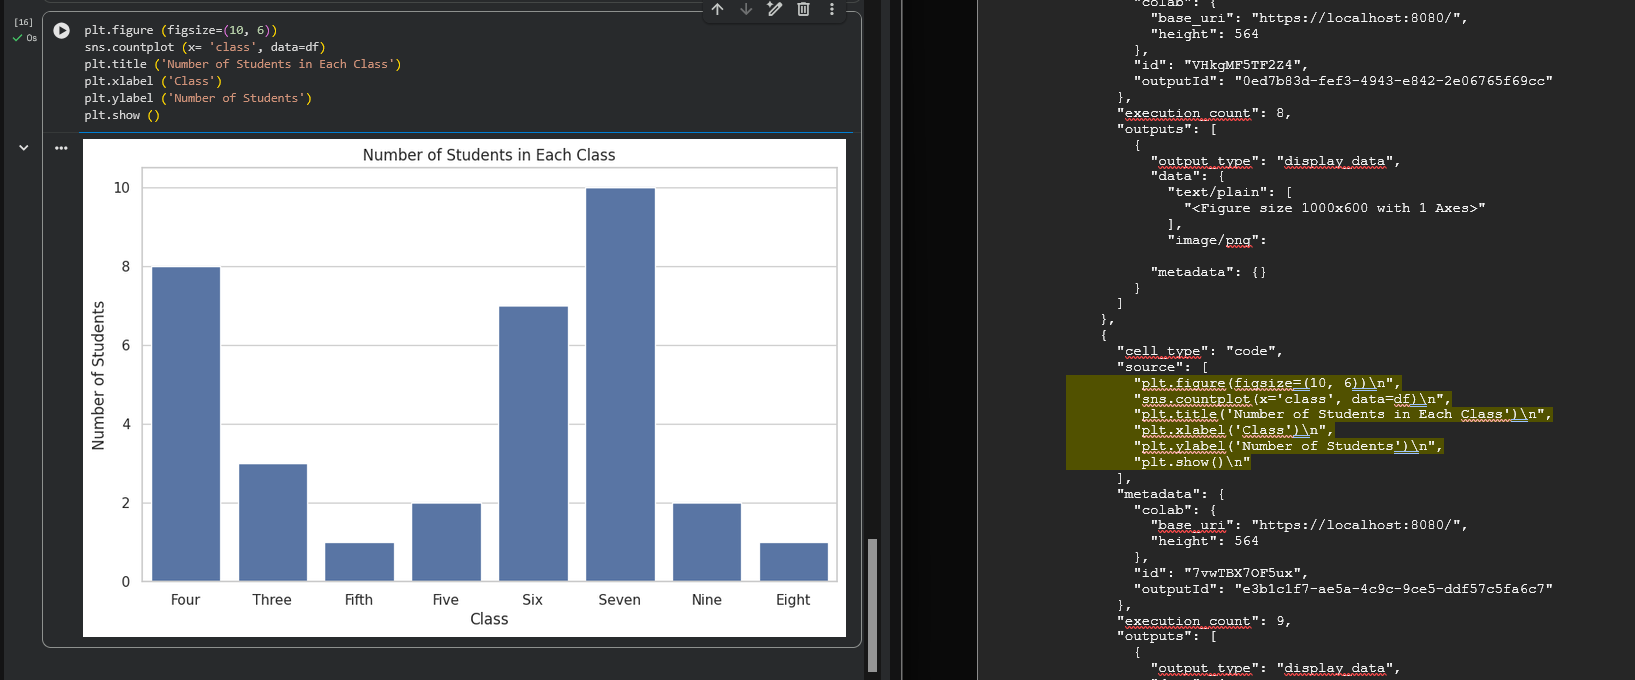 [16]
0s
plt.figure (figsize=(10, 6))
sns.countplot (x= 'class', data=df)
plt.title ('Number of Students in Each Class')
plt.xlabel ('Class')
plt.ylabel ('Number of Students')
plt.show ()
Number of Students in Each Class
Number of Students
10
8
6
4
2
0
Four Three Fifth Five Six Seven Nine Eight
Class
"colab": {
"base_uri": "https://localhost:8080/",
"height": 564
},
"id": "VHkgMF5TF2Z4",
"outputId": "0ed7b83d-fef3-4943-e842-2e06765f69cc"
},
"execution_count": 8,
"outputs": [
{
"output_type": "display_data",
"data": {
"text/plain": [
"<Figure size 1000x600 with 1 Axes>"
],
"image/png":
"metadata": {}
}
]
},
{
"cell_type": "code",
"source": [
"plt.figure(figsize=(10, 6))\n",
"sns.countplot(x='class', data=df)\n",
"plt.title('Number of Students in Each Class')\n",
"plt.xlabel('Class')\n",
"plt.ylabel('Number of Students')\n",
"plt.show()\n"
],
"metadata": {
"colab": {
"base_uri": "https://localhost:8080/",
"height": 564
},
"id": "7vwTBX7OF5ux",
"outputId": "e3b1c1f7-ae5a-4c9c-9ce5-ddf57c5fa6c7"
},
"execution_count": 9,
"outputs": [
{
"output_type": "display_data",